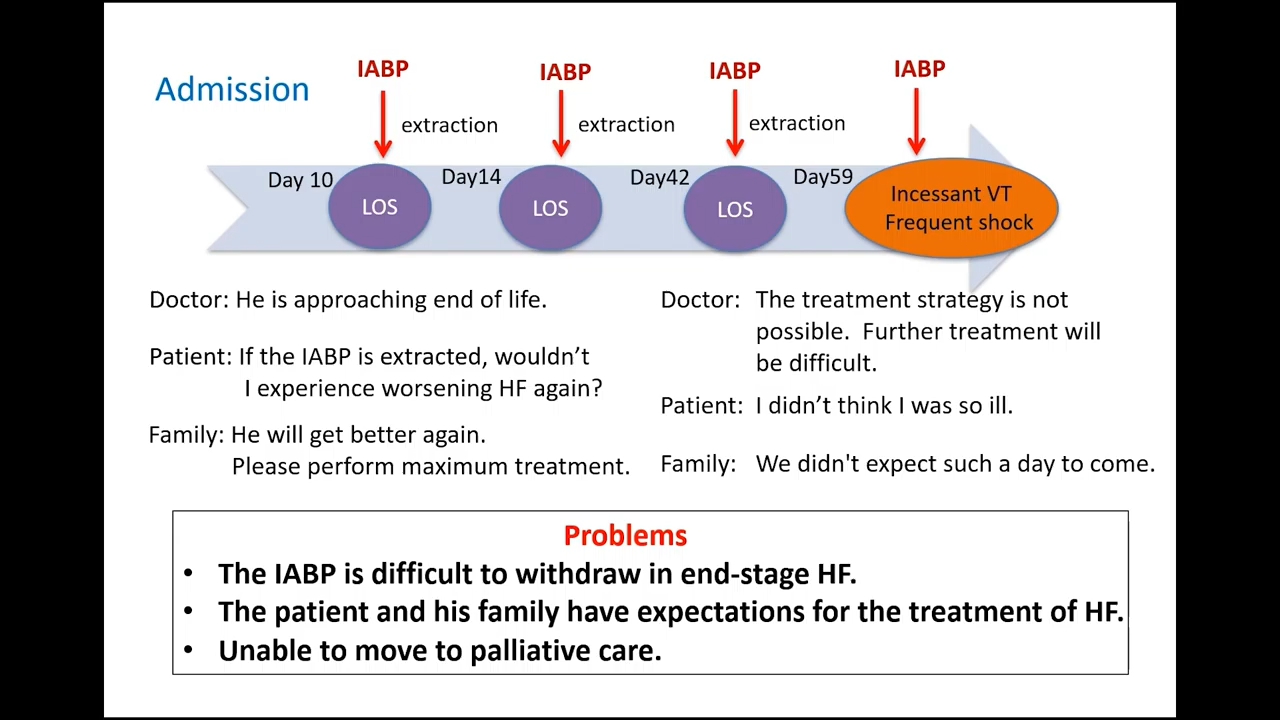 Admission
IABP
IABP
IABP
IABP
extraction
extraction
extraction
Day 10
Day14
Day42
Day59
LOS
LOS
LOS
Incessant VT
Frequent shock
Doctor: He is approaching end of life.
Patient: If the IABP is extracted, wouldn’t
I experience worsening HF again?
Family: He will get better again.
Please perform maximum treatment.
Doctor: The treatment strategy is not
possible. Further treatment will
be difficult.
Patient: I didn’t think I was so ill.
Family: We didn't expect such a day to come.
Problems
• The IABP is difficult to withdraw in end-stage HF.
• The patient and his family have expectations for the treatment of HF.
• Unable to move to palliative care.